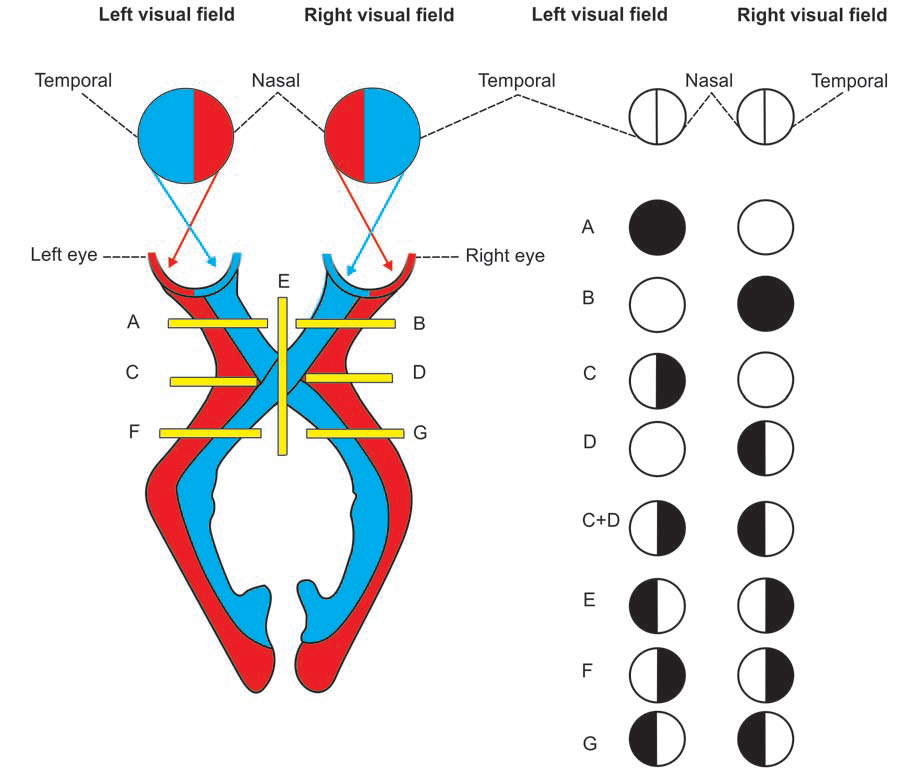 Left visual field Right visual field Left visual field Right visual field
Temporal Nasal Temporal Nasal Temporal
A
Left eye Right eye
E
B
A B
C D C
F G D
C+D
E
F
G